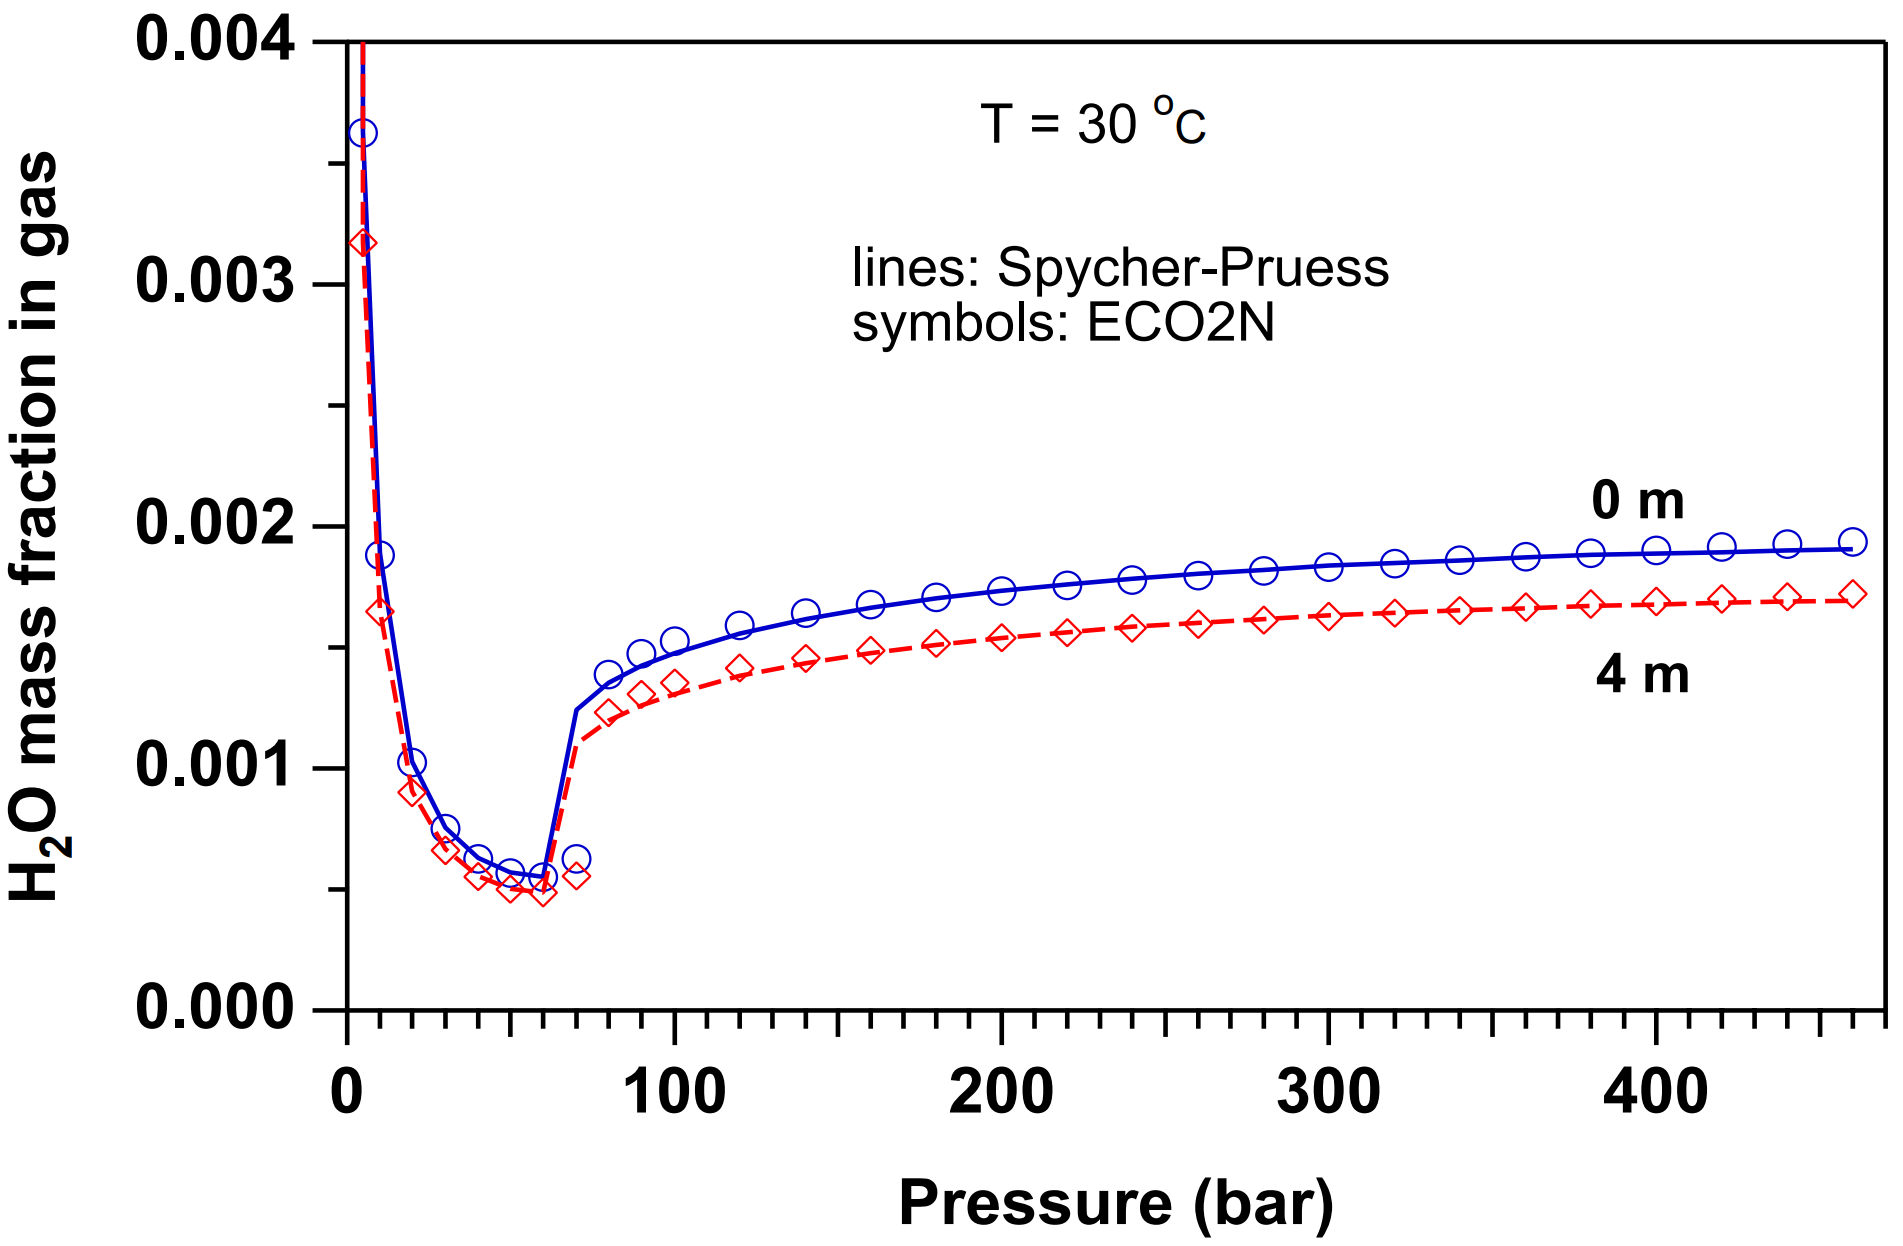 0.004
T = 30 °C
H₂O mass fraction in gas
0.003
lines: Spycher-Pruess
symbols: ECO2N
0.002
0 m
4 m
0.001
0.000
0 100 200 300 400
Pressure (bar)